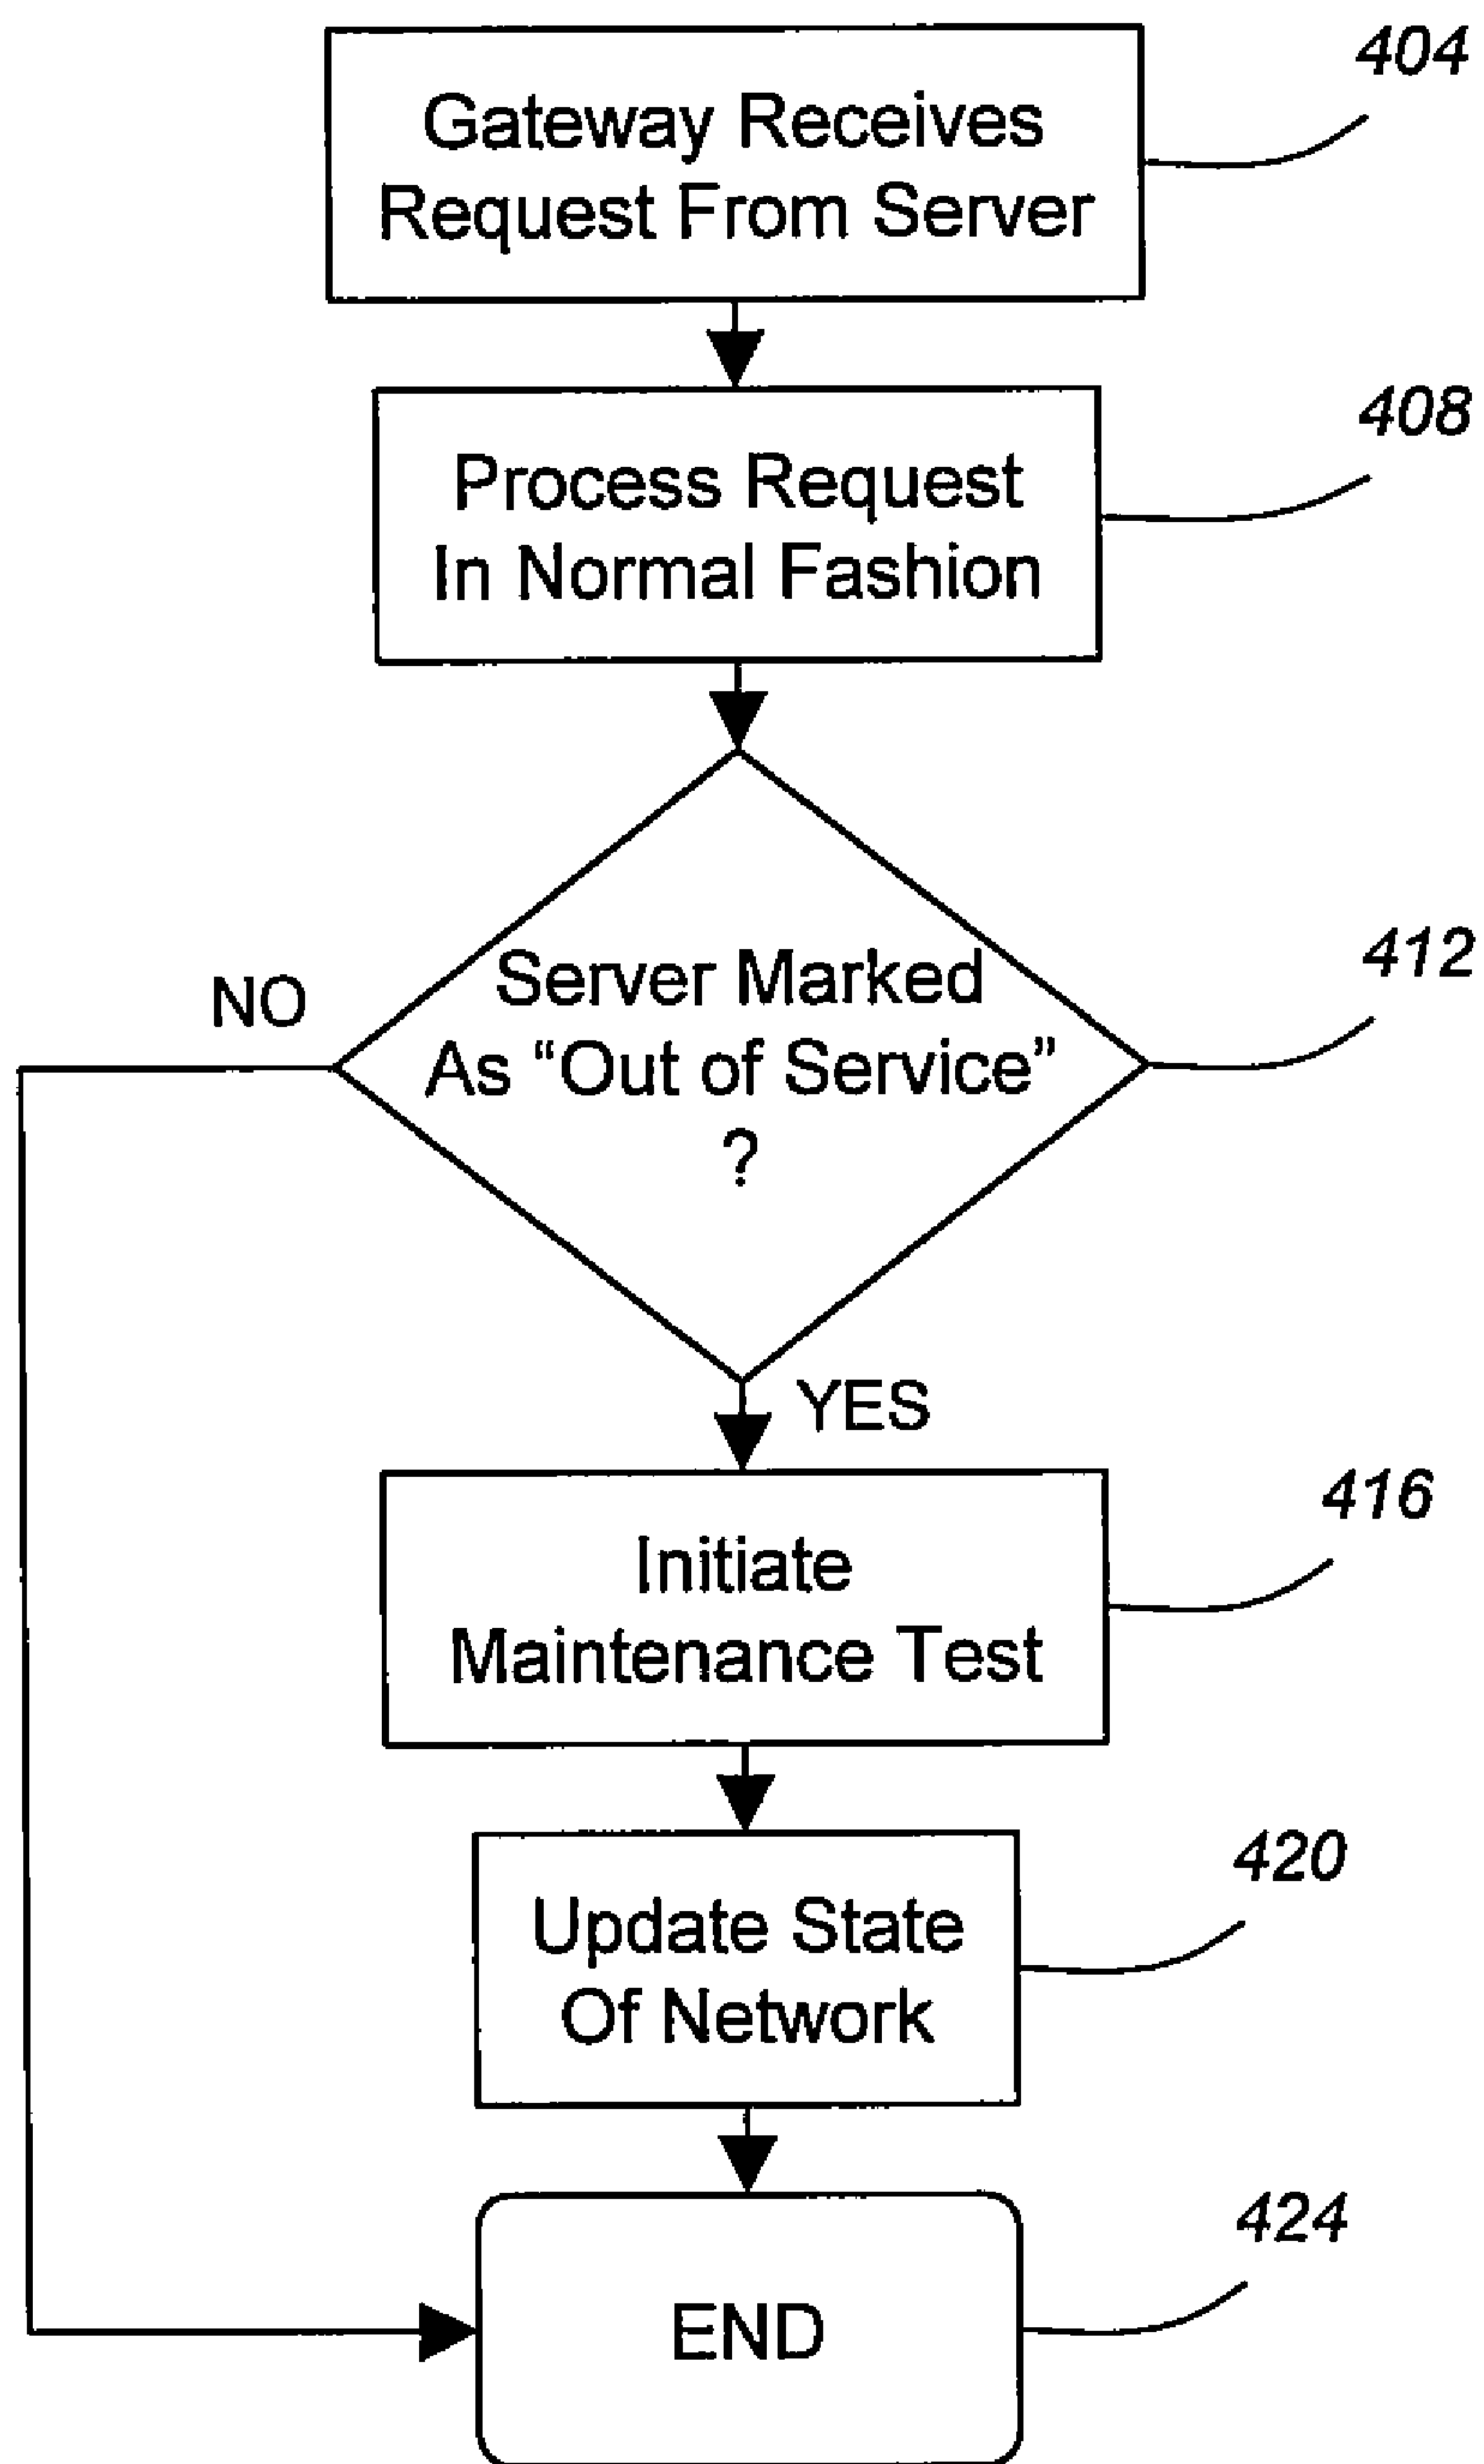 404
Gateway Receives
Request From Server
408
Process Request
In Normal Fashion
412
Server Marked
As “Out of Service”
?
NO
YES
416
Initiate
Maintenance Test
420
Update State
Of Network
424
END